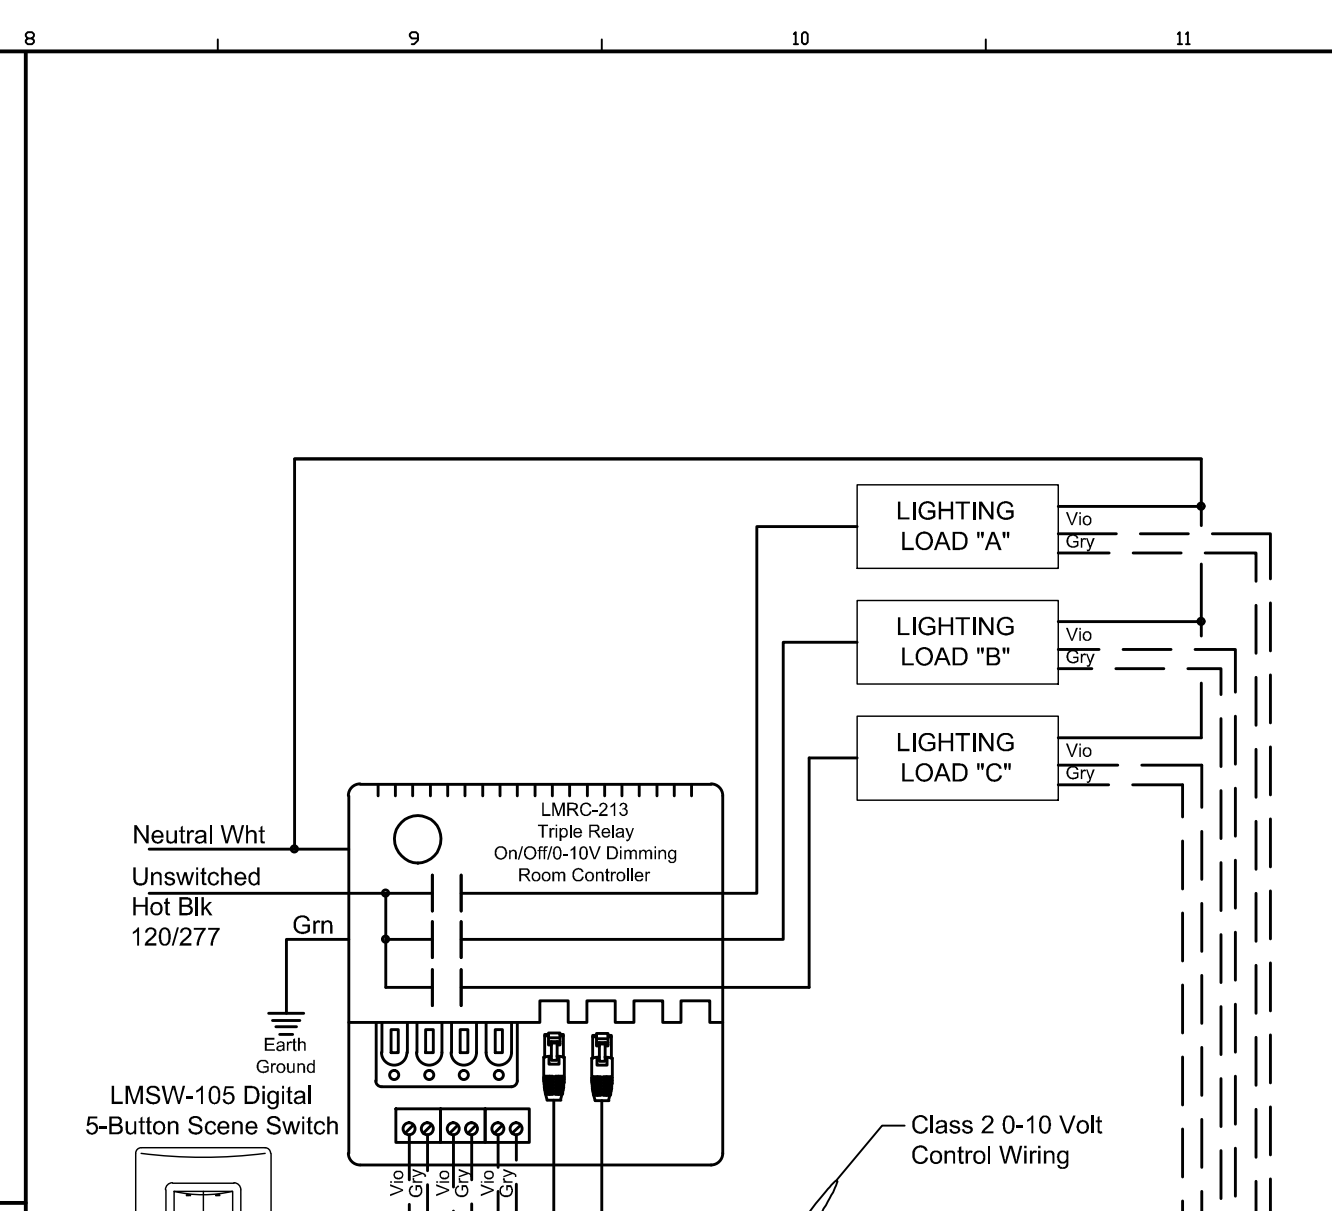 8 9 10 11
LIGHTING
LOAD "A"
Vio
Gry
LIGHTING
LOAD "B"
Vio
Gry
LIGHTING
LOAD "C"
Vio
Gry
LMRC-213
Triple Relay
On/Off/0-10V Dimming
Room Controller
Neutral Wht
Unswitched
Hot Blk
120/277
Grn
Earth
Ground
LMSW-105 Digital
5-Button Scene Switch
Class 2 0-10 Volt
Control Wiring
Vio Gry Vio Gry Vio Gry